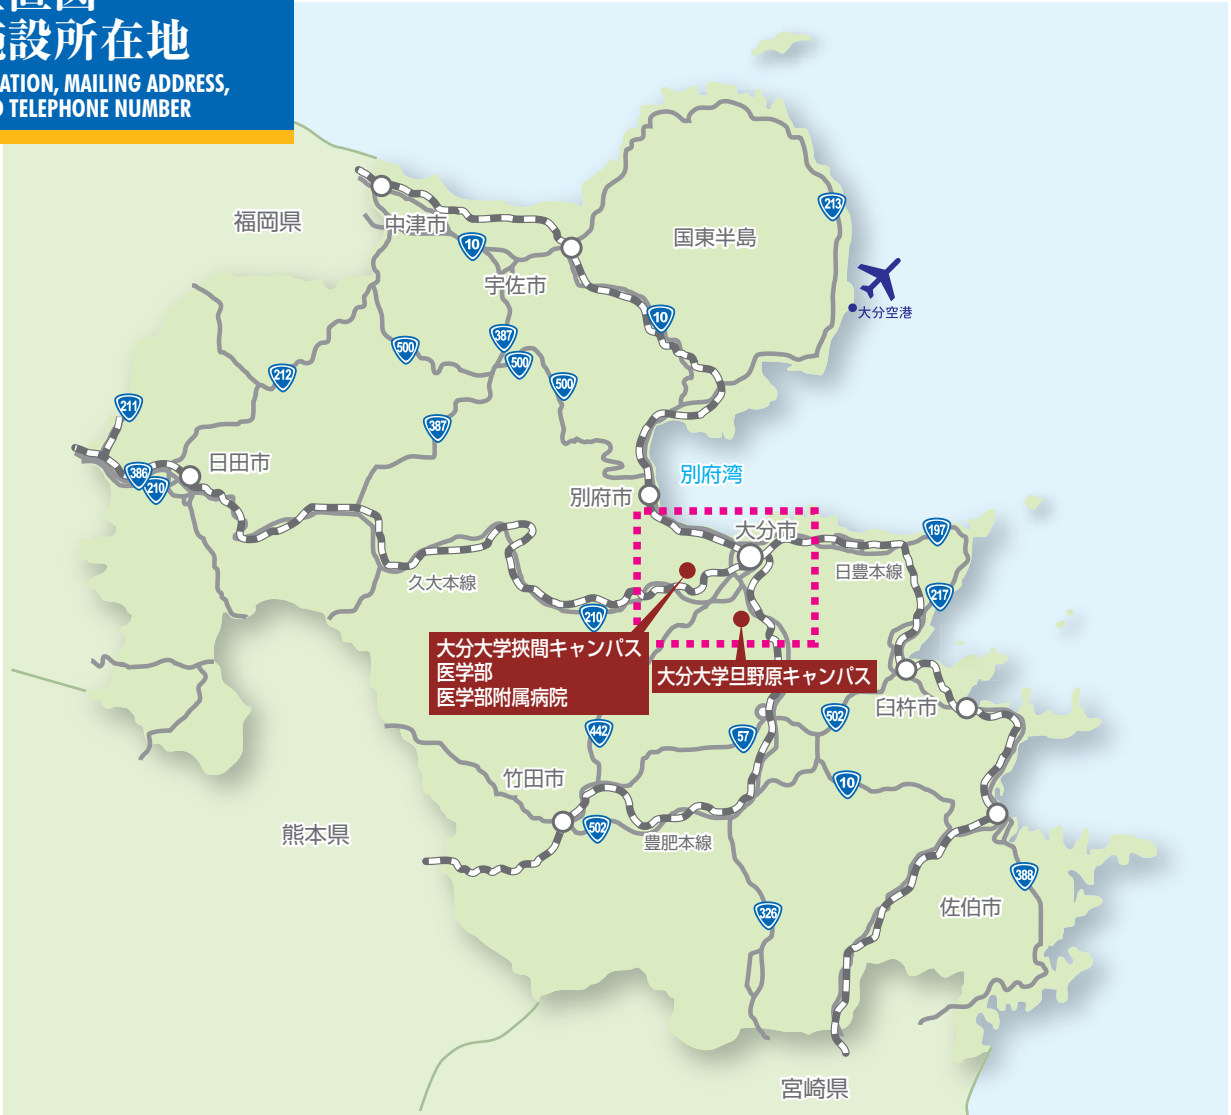 施設所在地
ATION, MAILING ADDRESS,
TELEPHONE NUMBER
福岡県
中津市
10
宇佐市
国東半島
213
大分空港
10
387
500
500
500
212
387
211
386
210
日田市
別府市
別府湾
大分市
197
日豊本線
217
久大本線
210
大分大学挾間キャンパス
医学部
医学部附属病院
大分大学旦野原キャンパス
臼杵市
502
442
57
10
竹田市
502
豊肥本線
熊本県
388
佐伯市
326
宮崎県